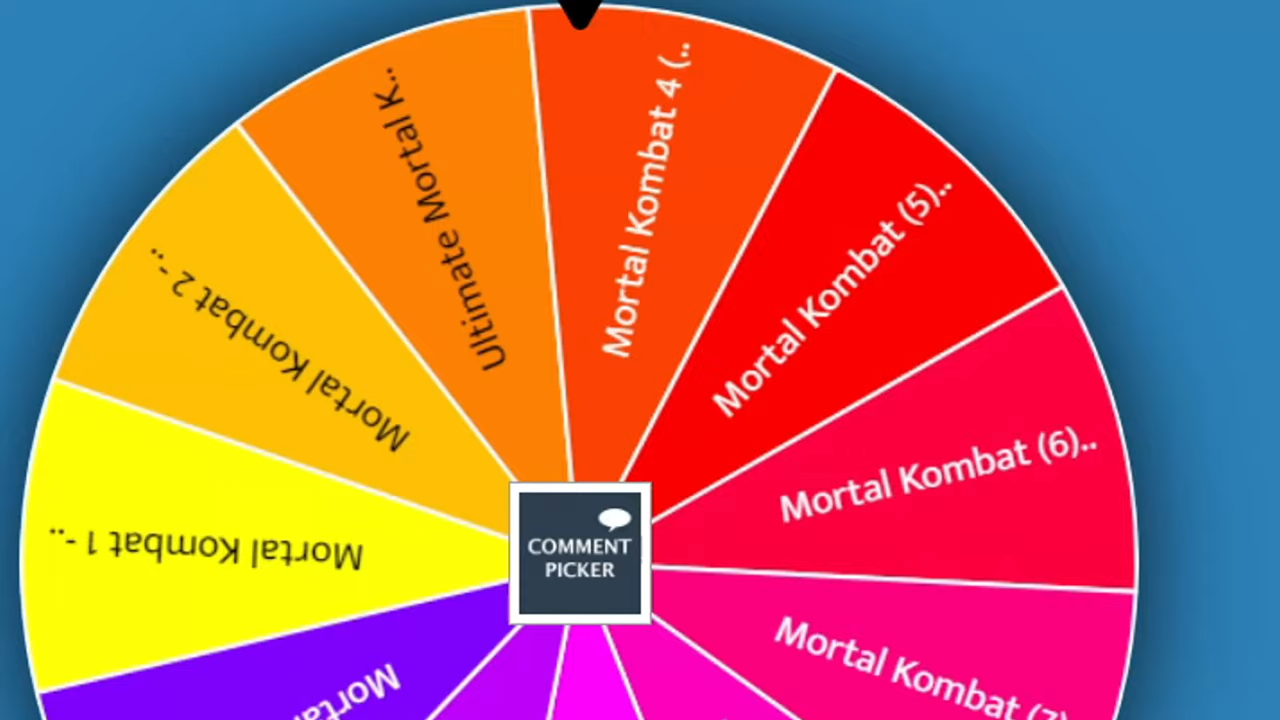 Mortal Kombat 1 -..
Mortal Kombat 2 -..
Ultimate Mortal K..
Mortal Kombat 4 (..
Mortal Kombat (5)..
Mortal Kombat (6)..
Mortal Kombat (7)
COMMENT
PICKER